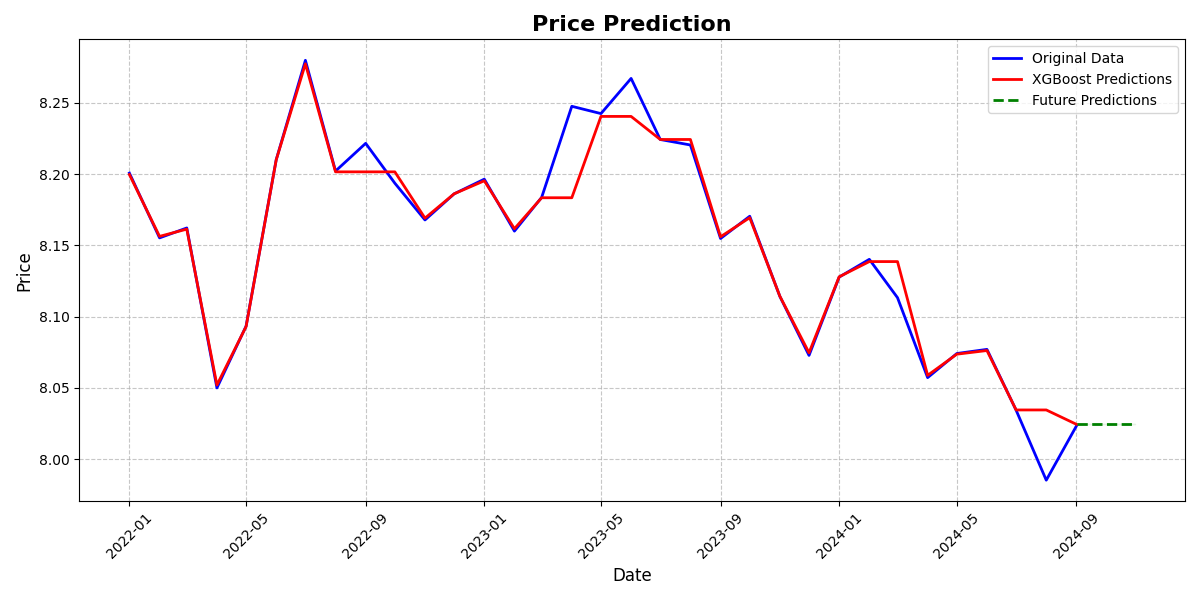 Price Prediction
Original Data
XGBoost Predictions
Future Predictions
Price
8.25
8.20
8.15
8.10
8.05
8.00
2022-01
2022-05
2022-09
2023-01
2023-05
2023-09
2024-01
2024-05
2024-09
Date